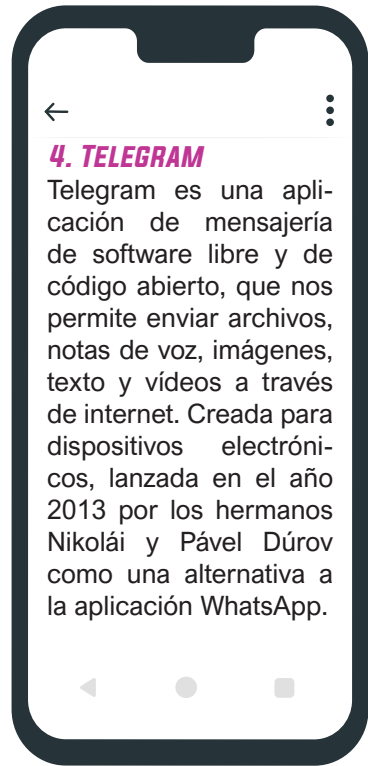 4. TELEGRAM
Telegram es una apli-
cación de mensajería
de software libre y de
código abierto, que nos
permite enviar archivos,
notas de voz, imágenes,
texto y vídeos a través
de internet. Creada para
dispositivos electróni-
cos, lanzada en el año
2013 por los hermanos
Nikolái y Pável Dúrov
como una alternativa a
la aplicación WhatsApp.